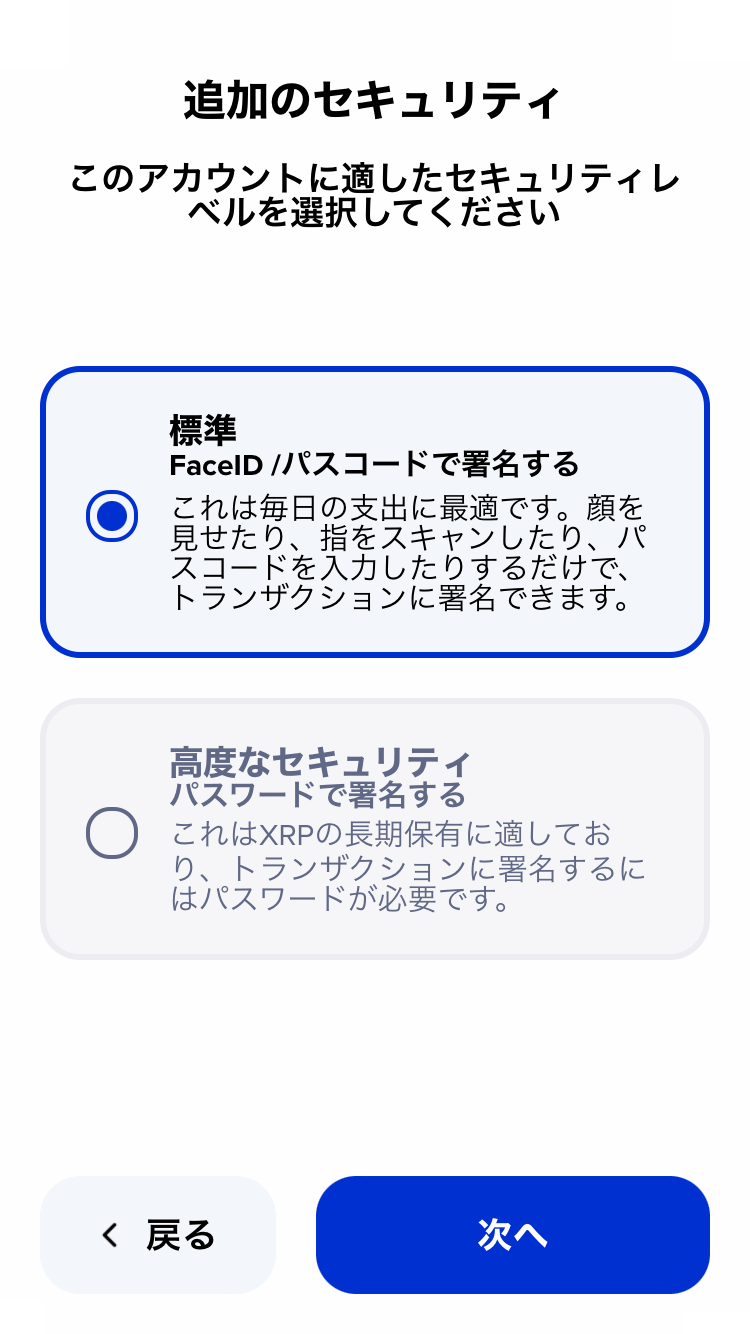 追加のセキュリティ
このアカウントに適したセキュリティレ
ベルを選択してください
標準
FaceID /パスコードで署名する
これは毎日の支出に最適です。顔を
見せたり、指をスキャンしたり、パ
スコードを入力したりするだけで、
トランザクションに署名できます。
高度なセキュリティ
パスワードで署名する
これはXRPの長期保有に適してお
り、トランザクションに署名するに
はパスワードが必要です。
戻る
次へ